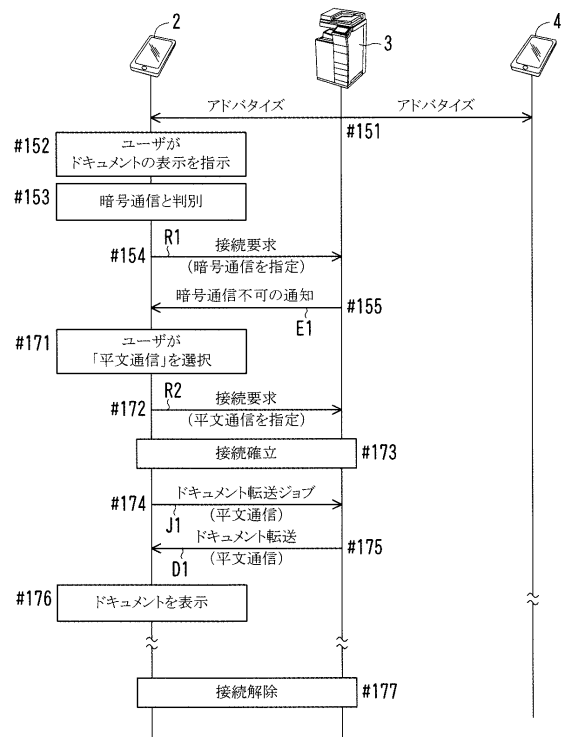 2
3
4
アドバタイズ
アドバタイズ
#151
#152
ユーザが
ドキュメントの表示を指示
#153
暗号通信と判別
R1
接続要求
#154
(暗号通信を指定)
暗号通信不可の通知
#155
E1
#171
ユーザが
「平文通信」を選択
R2
接続要求
#172
(平文通信を指定)
接続確立
#173
ドキュメント転送ジョブ
#174
J1
(平文通信)
ドキュメント転送
#175
D1
(平文通信)
#176
ドキュメントを表示
接続解除
#177